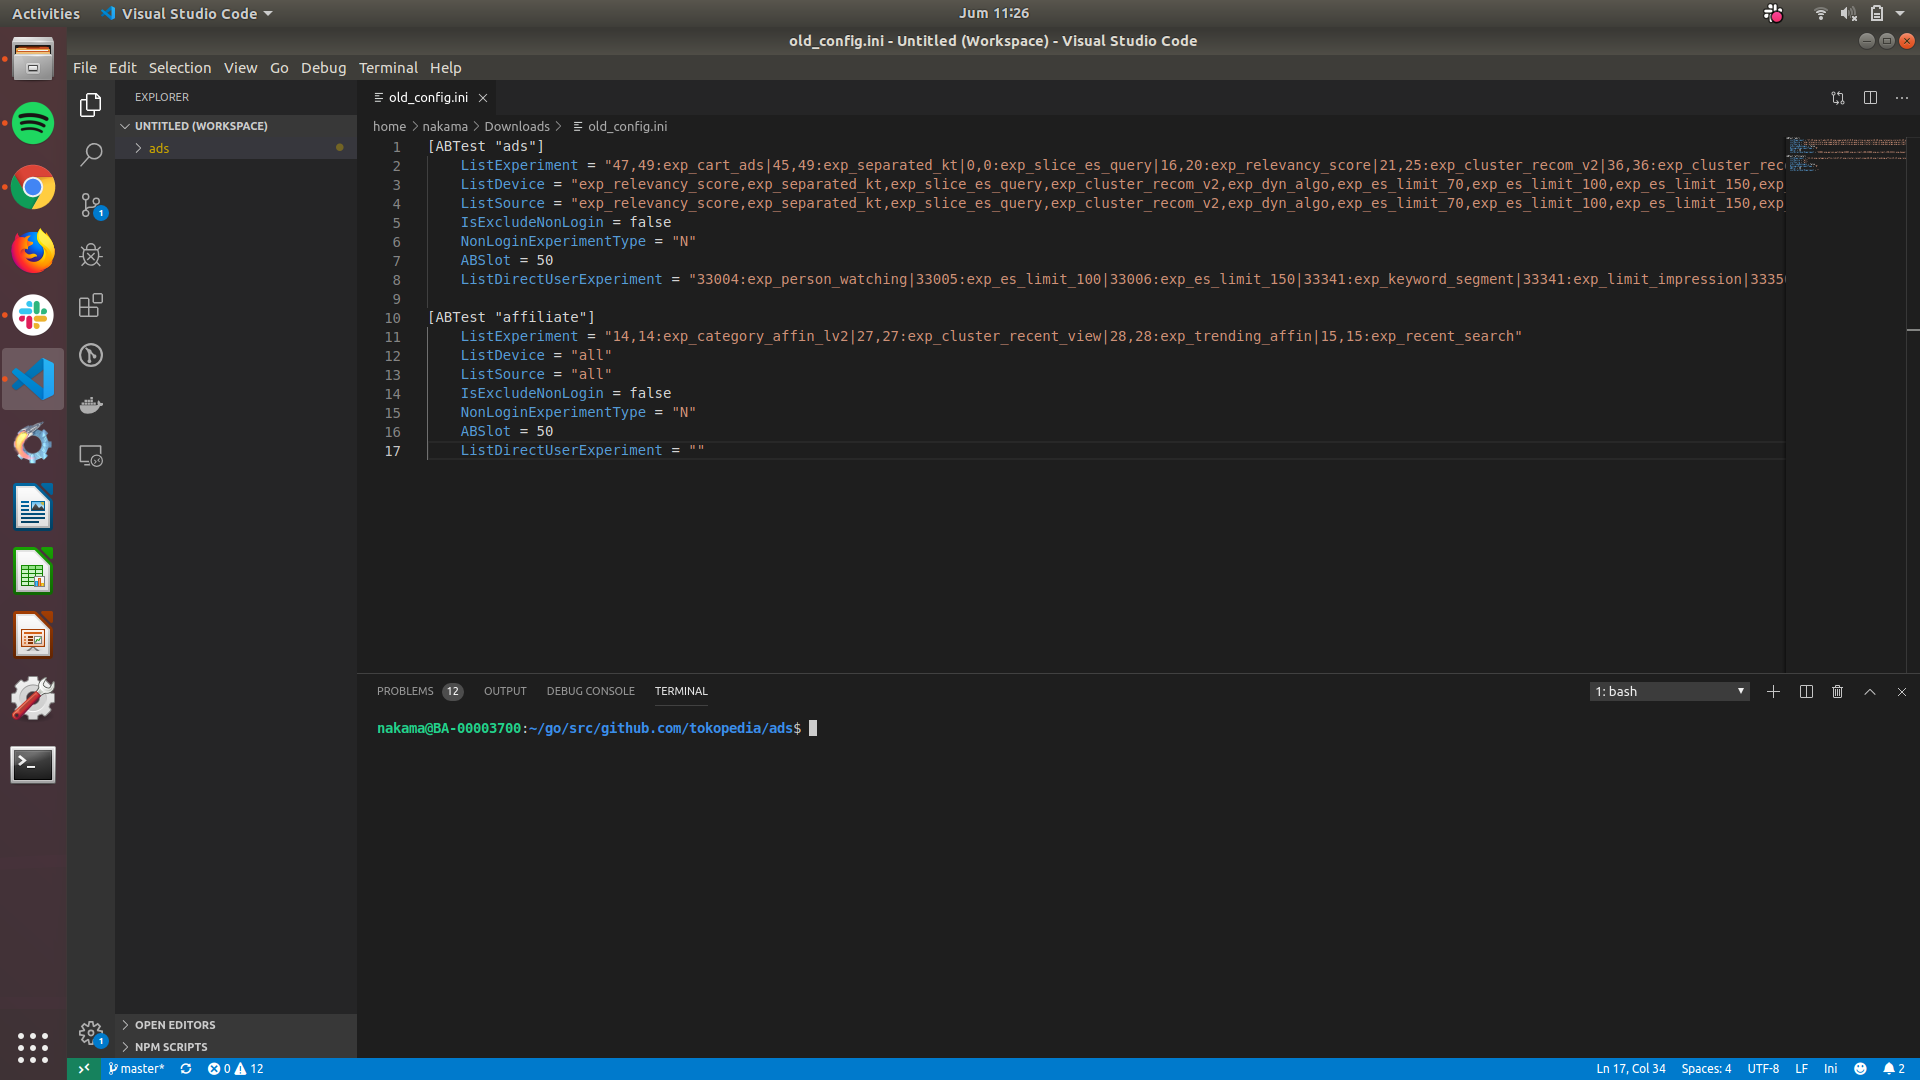 Activities
Visual Studio Code
Jum 11:26
old_config.ini - Untitled (Workspace) - Visual Studio Code
File Edit Selection View Go Debug Terminal Help
EXPLORER
UNTITLED (WORKSPACE)
ads
old_config.ini
home > nakama > Downloads > old_config.ini
1 [ABTest "ads"]
2 ListExperiment = "47,49:exp_cart_ads|45,49:exp_separated_kt|0,0:exp_slice_es_query|16,20:exp_relevancy_score|21,25:exp_cluster_recom_v2|36,36:exp_cluster_rec
3 ListDevice = "exp_relevancy_score,exp_separated_kt,exp_slice_es_query,exp_cluster_recom_v2,exp_dyn_algo,exp_es_limit_70,exp_es_limit_100,exp_es_limit_150,exp_
4 ListSource = "exp_relevancy_score,exp_separated_kt,exp_slice_es_query,exp_cluster_recom_v2,exp_dyn_algo,exp_es_limit_70,exp_es_limit_100,exp_es_limit_150,exp_
5 IsExcludeNonLogin = false
6 NonLoginExperimentType = "N"
7 ABSlot = 50
8 ListDirectUserExperiment = "33004:exp_person_watching|33005:exp_es_limit_100|33006:exp_es_limit_150|33341:exp_keyword_segment|33341:exp_limit_impression|3335
9
10 [ABTest "affiliate"]
11 ListExperiment = "14,14:exp_category_affin_lv2|27,27:exp_cluster_recent_view|28,28:exp_trending_affin|15,15:exp_recent_search"
12 ListDevice = "all"
13 ListSource = "all"
14 IsExcludeNonLogin = false
15 NonLoginExperimentType = "N"
16 ABSlot = 50
17 ListDirectUserExperiment = ""
PROBLEMS 12 OUTPUT DEBUG CONSOLE TERMINAL
1: bash
nakama@BA-00003700:~/go/src/github.com/tokopedia/ads$
OPEN EDITORS
NPM SCRIPTS
master* 0 12
Ln 17, Col 34 Spaces: 4 UTF-8 LF Ini 2